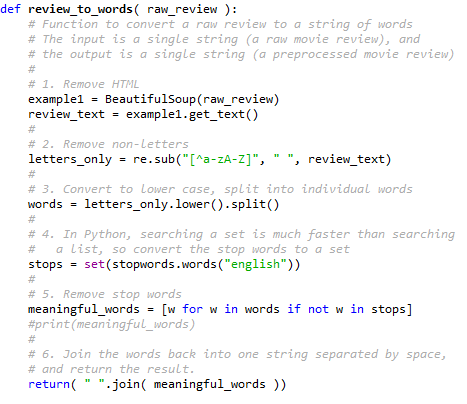 def review_to_words( raw_review ):
    # Function to convert a raw review to a string of words
    # The input is a single string (a raw movie review), and
    # the output is a single string (a preprocessed movie review)
    #
    # 1. Remove HTML
    example1 = BeautifulSoup(raw_review)
    review_text = example1.get_text()
    #
    # 2. Remove non-letters
    letters_only = re.sub("[^a-zA-Z]", " ", review_text)
    #
    # 3. Convert to lower case, split into individual words
    words = letters_only.lower().split()
    #
    # 4. In Python, searching a set is much faster than searching
    #   a list, so convert the stop words to a set
    stops = set(stopwords.words("english"))
    #
    # 5. Remove stop words
    meaningful_words = [w for w in words if not w in stops]
    #print(meaningful_words)
    #
    # 6. Join the words back into one string separated by space,
    # and return the result.
    return( " ".join( meaningful_words ))